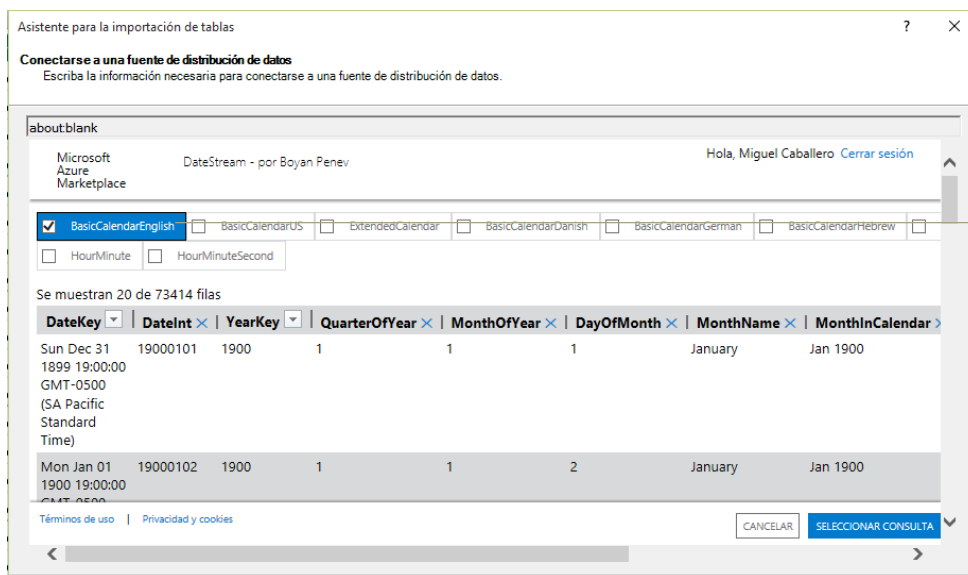 Asistente para la importación de tablas
?
Conectarse a una fuente de distribución de datos
Escriba la información necesaria para conectarse a una fuente de distribución de datos.
about:blank
Microsoft
Azure
Marketplace
DateStream - por Boyan Penev
Hola, Miguel Caballero Cerrar sesión
BasicCalendarEnglish BasicCalendarUS ExtendedCalendar BasicCalendarDanish BasicCalendarGerman BasicCalendarHebrew
HourMinute HourMinuteSecond
Se muestran 20 de 73414 filas
DateKey | DateInt | YearKey | QuarterOfYear | MonthOfYear | DayOfMonth | MonthName | MonthInCalendar
Sun Dec 31 19000101 1900 1 1 1 January Jan 1900
1899 19:00:00
GMT-0500
(SA Pacific
Standard
Time)
Mon Jan 01 19000102 1900 1 1 2 January Jan 1900
1900 19:00:00
GMT-0500
Términos de uso | Privacidad y cookies
CANCELAR SELECCIONAR CONSULTA